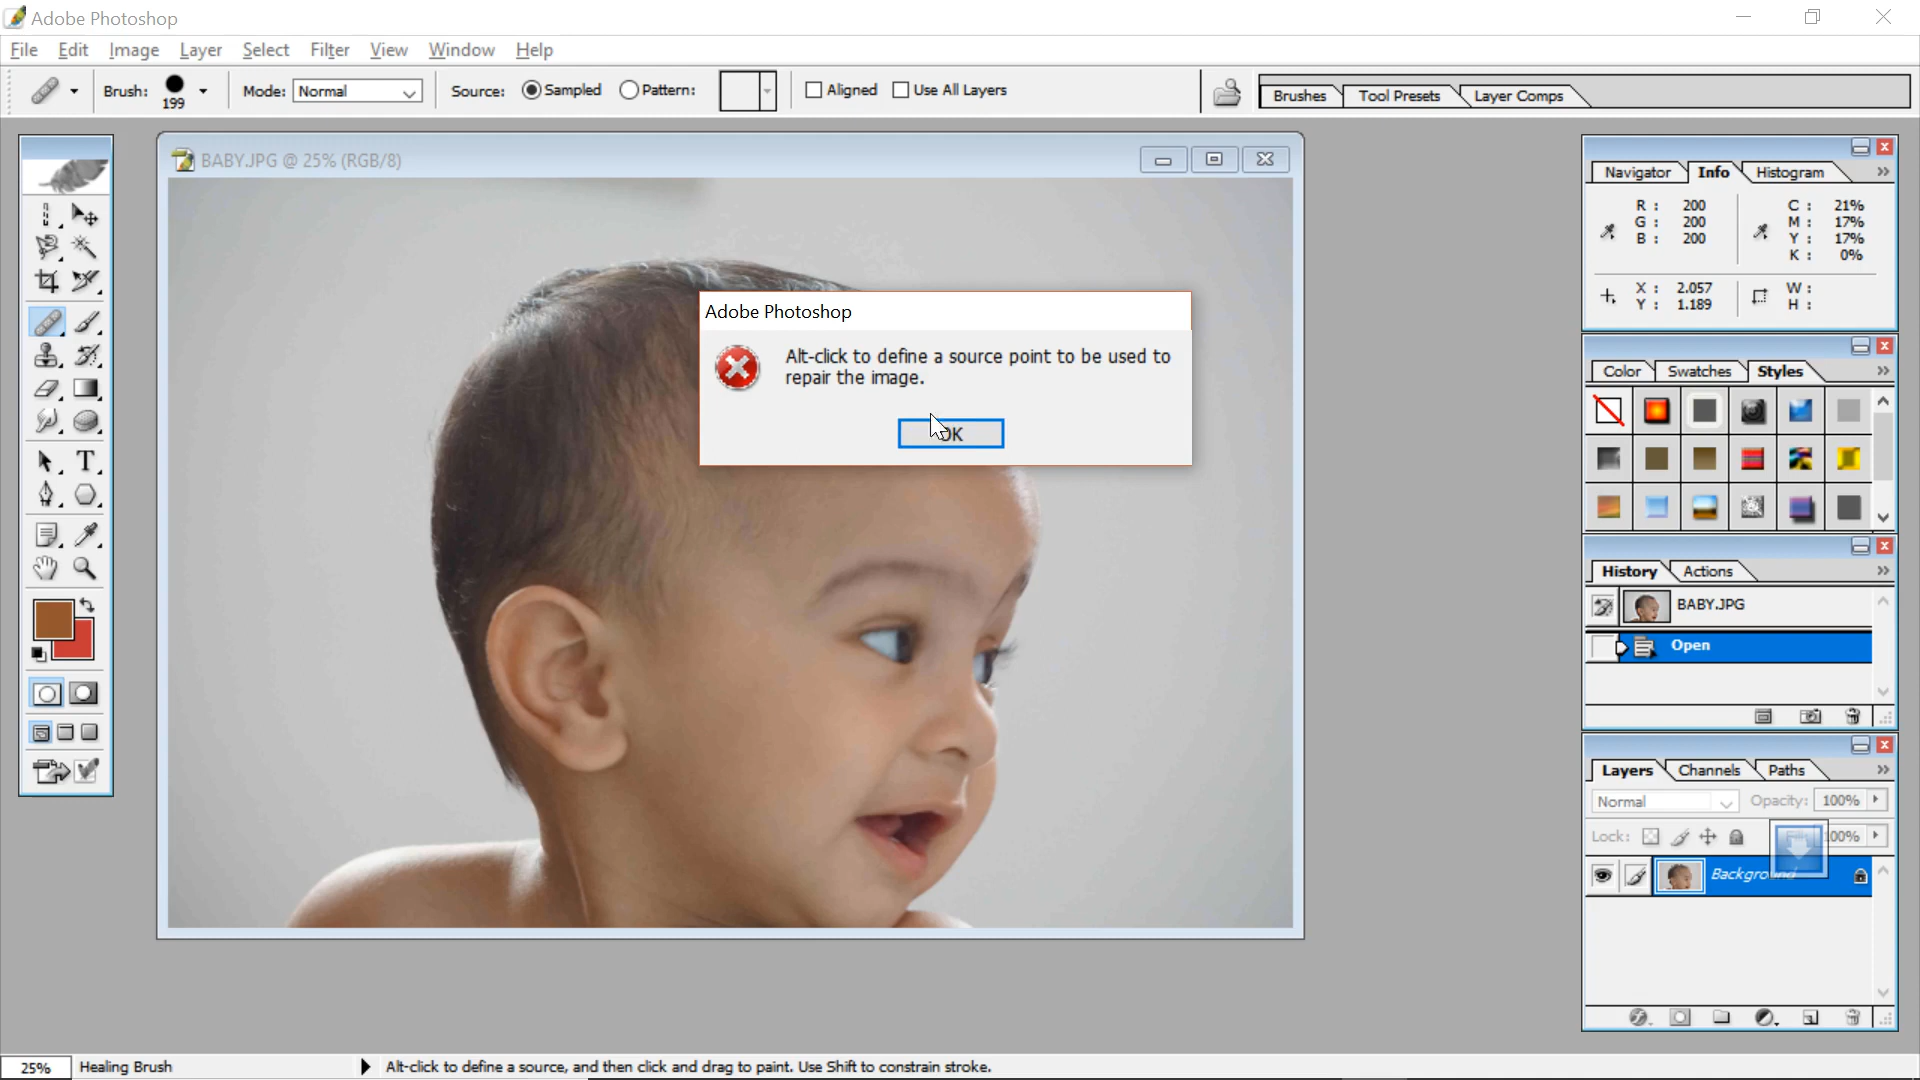 Adobe Photoshop
File Edit Image Layer Select Filter View Window Help
Brush: 199 Mode: Normal Source: Sampled Pattern: Aligned Use All Layers
Brushes Tool Presets Layer Comps
BABY.JPG @ 25% (RGB/8)
Adobe Photoshop
Alt-click to define a source point to be used to
repair the image.
OK
Navigator Info Histogram
R : 200 C : 21%
G : 200 M : 17%
B : 200 Y : 17%
K : 0%
X : 2.057 W :
Y : 1.189 H :
Color Swatches Styles
History Actions
BABY.JPG
Open
Layers Channels Paths
Normal Opacity: 100%
Lock: Fill: 100%
Background
25% Healing Brush Alt-click to define a source, and then click and drag to paint. Use Shift to constrain stroke.